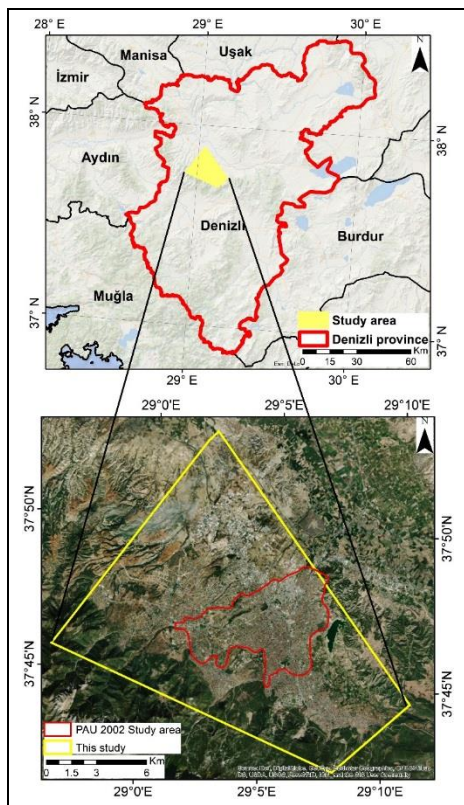 28° E 29° E 30° E
Uşak
Manisa
İzmir
38° N
38° N
Aydın
Denizli
Burdur
Muğla
37° N
37° N
Study area
Denizli province
0 15 30 60
Km
29° E 30° E
29°0'E 29°5'E 29°10'E
37°50'N
37°50'N
37°45'N
37°45'N
PAU 2002 Study area
This study
0 1.5 3 6
Km
29°0'E 29°5'E